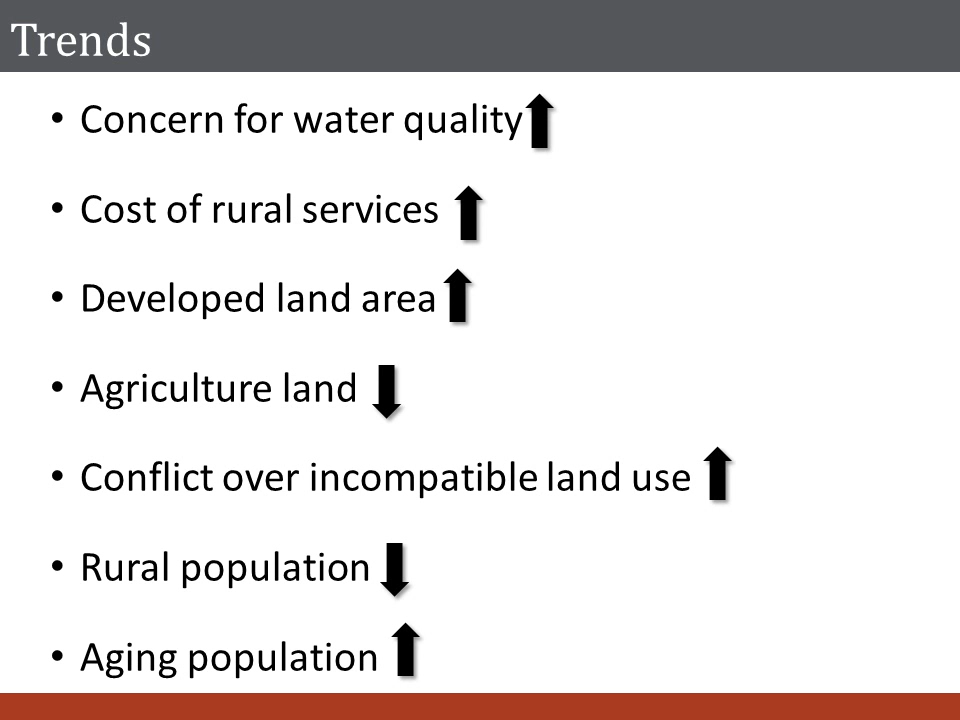 Trends
• Concern for water quality
• Cost of rural services
• Developed land area
• Agriculture land
• Conflict over incompatible land use
• Rural population
• Aging population